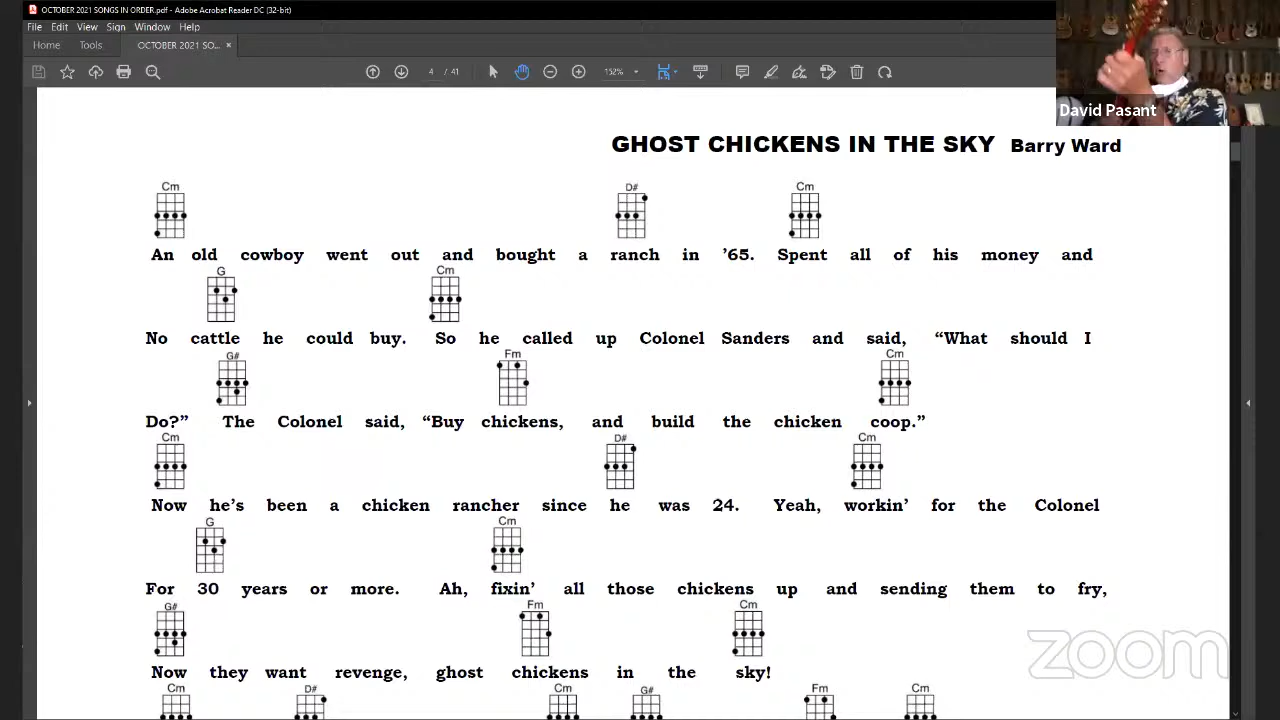 OCTOBER 2021 SONGS IN ORDER.pdf - Adobe Acrobat Reader DC (32-bit)
File Edit View Sign Window Help
Home Tools OCTOBER 2021 SO... ×
4 / 41 152%
David Pasant
GHOST CHICKENS IN THE SKY Barry Ward
Cm D# Cm
An old cowboy went out and bought a ranch in ’65. Spent all of his money and
G Cm
No cattle he could buy. So he called up Colonel Sanders and said, “What should I
G# Fm Cm
Do?” The Colonel said, “Buy chickens, and build the chicken coop.”
Cm D# Cm
Now he’s been a chicken rancher since he was 24. Yeah, workin’ for the Colonel
G Cm
For 30 years or more. Ah, fixin’ all those chickens up and sending them to fry,
G# Fm Cm
Now they want revenge, ghost chickens in the sky!
Cm D# Cm G# Fm Cm
zoom